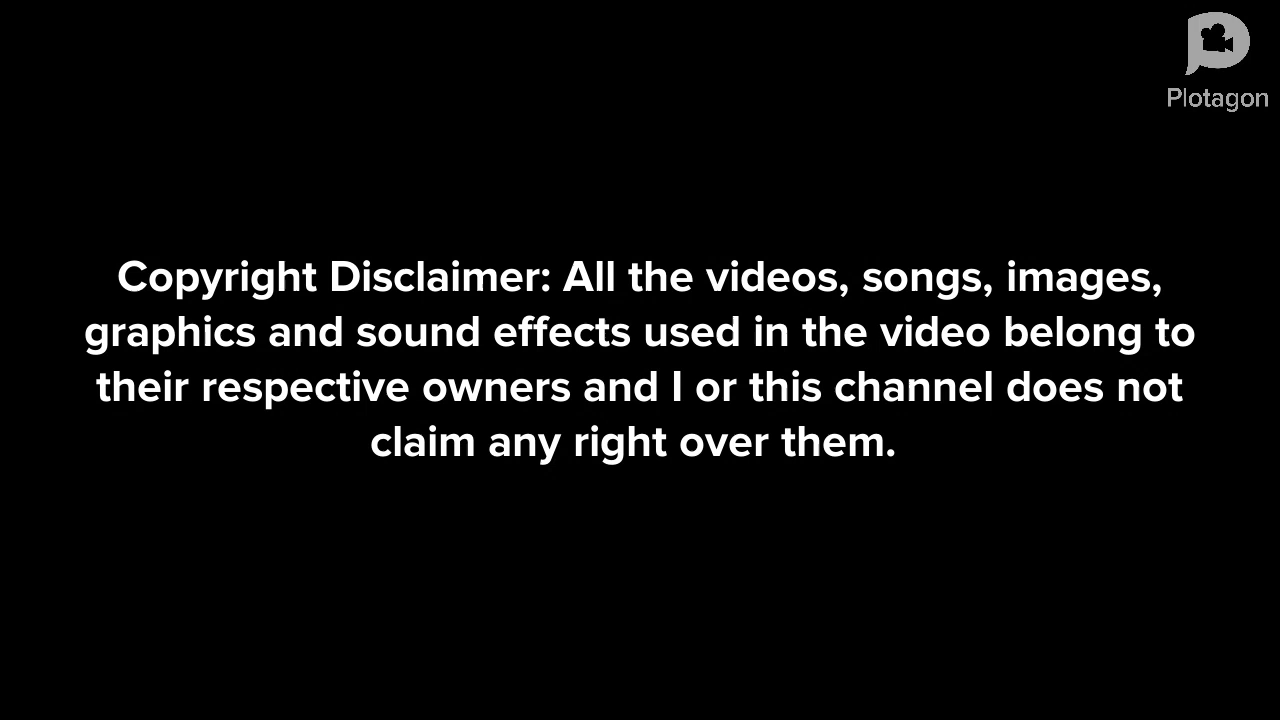 Plotagon
Copyright Disclaimer: All the videos, songs, images,
graphics and sound effects used in the video belong to
their respective owners and I or this channel does not
claim any right over them.